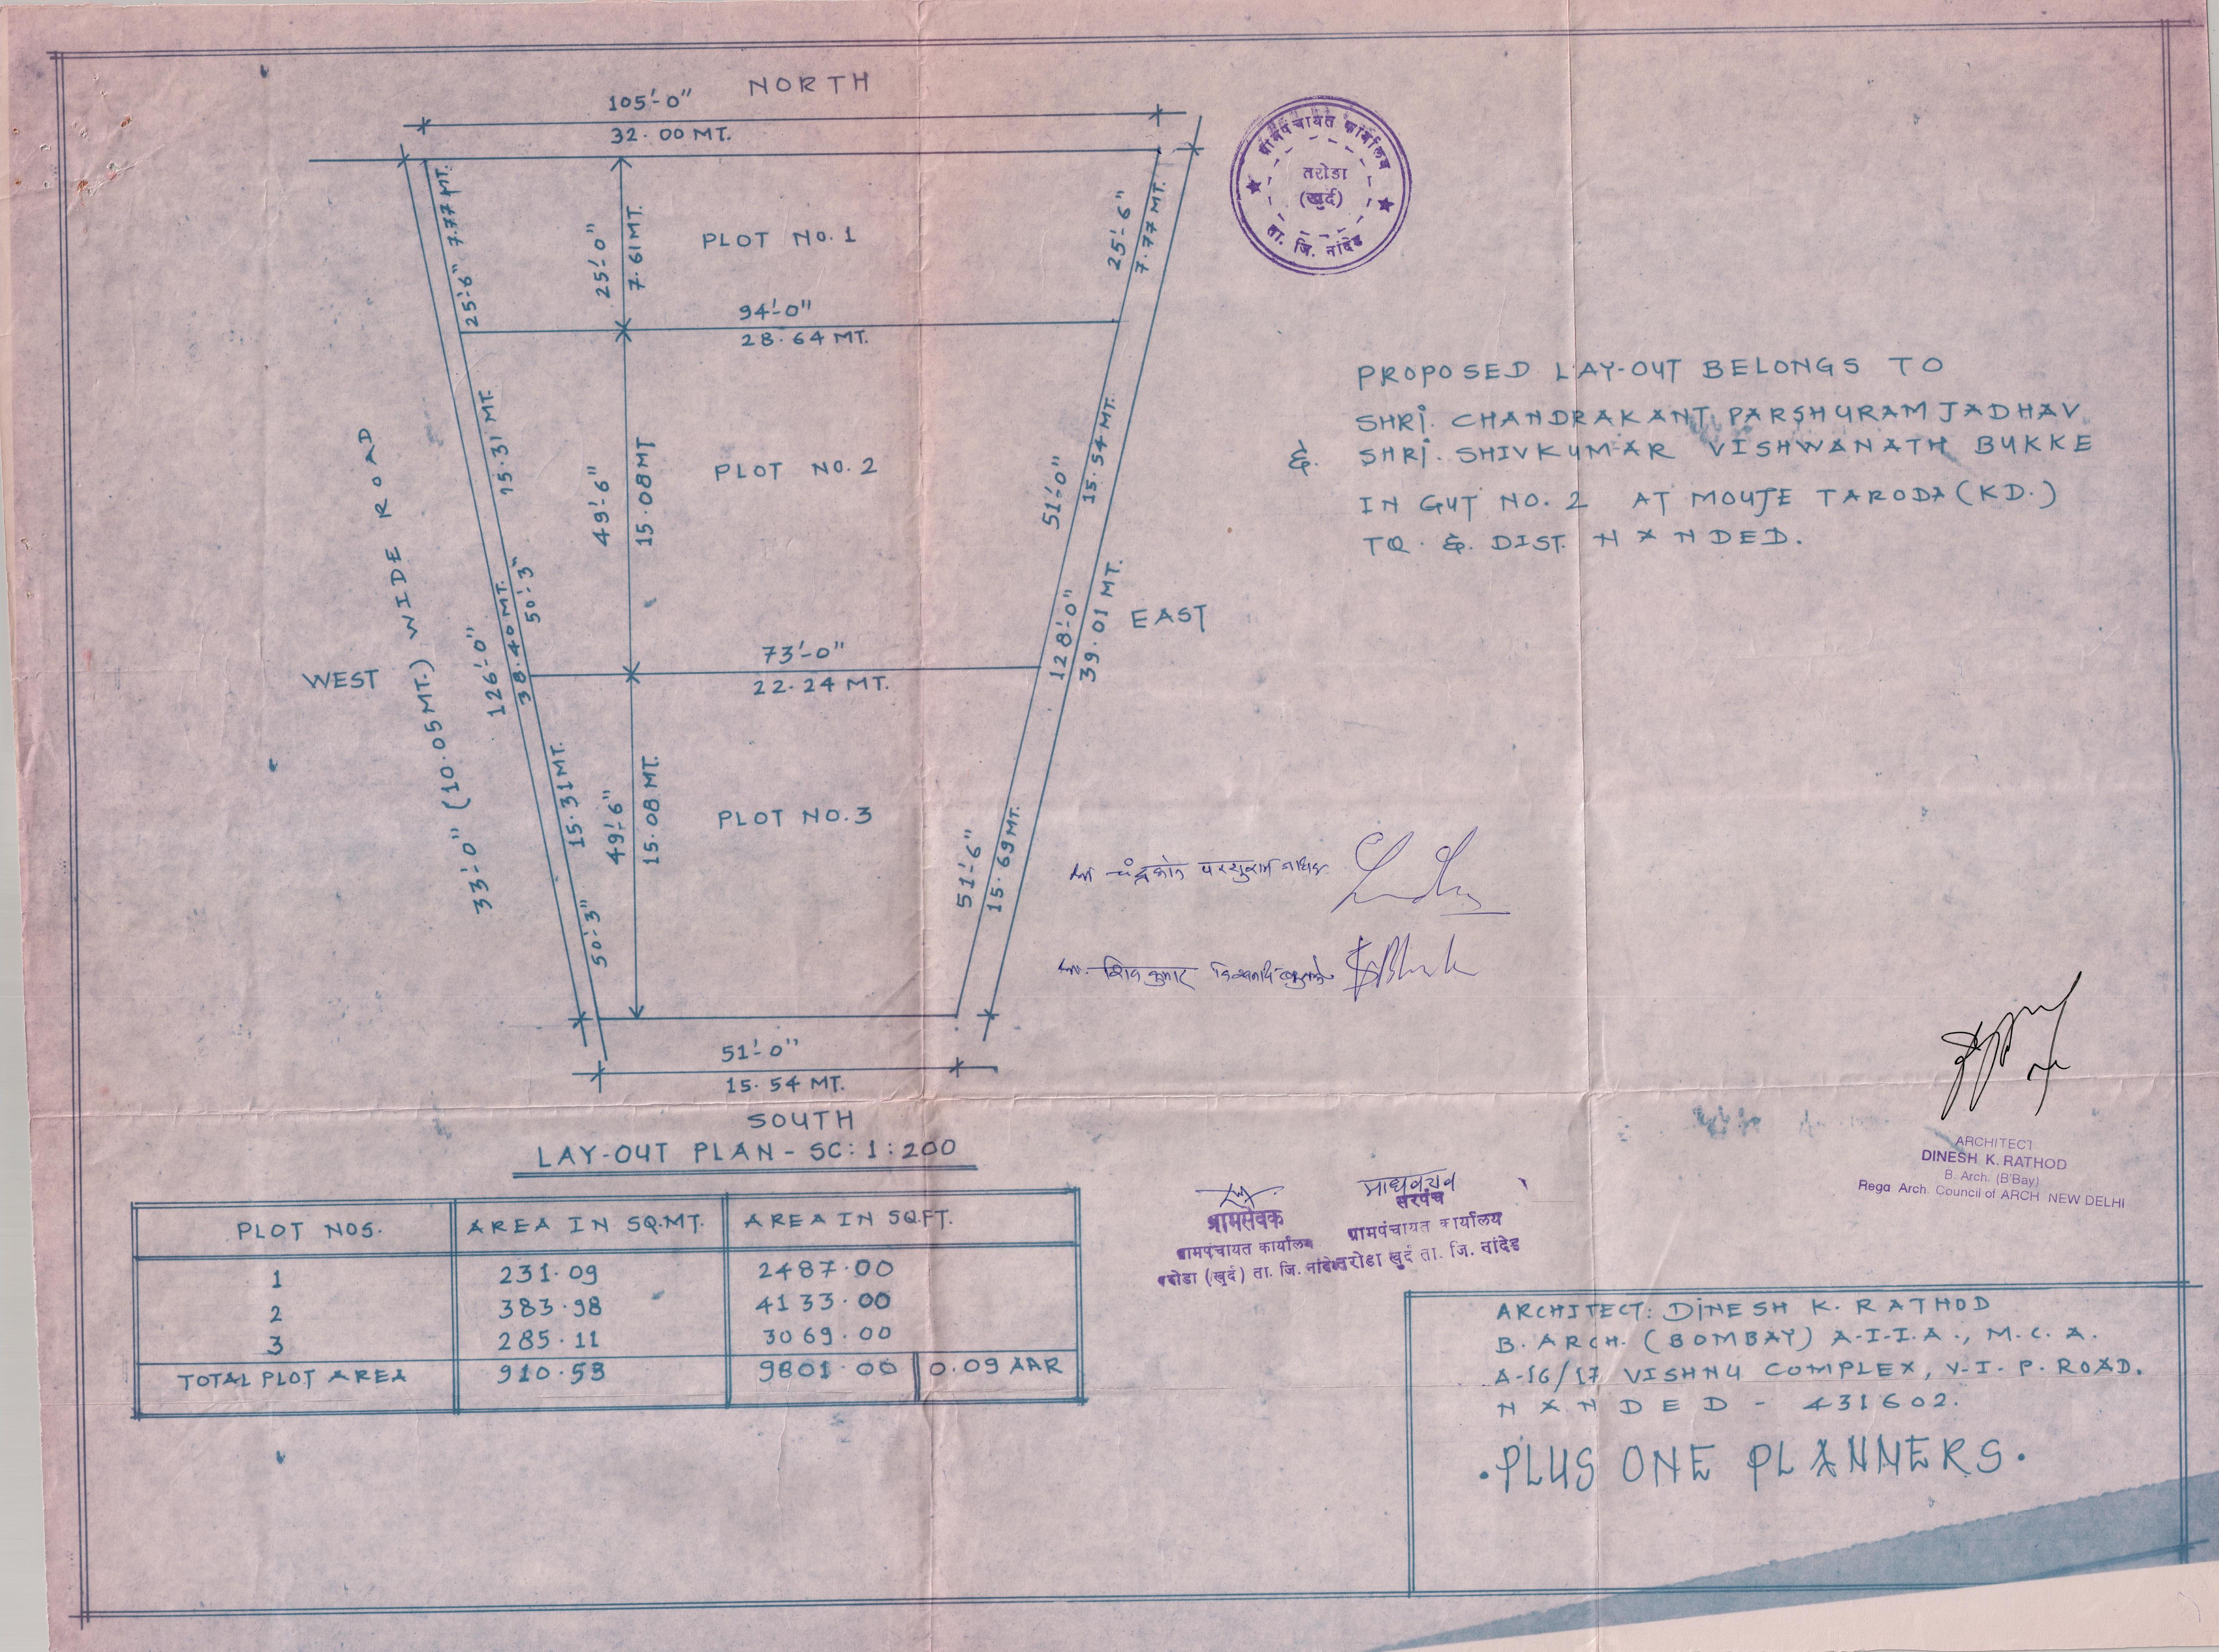 NORTH
105'-0"
32.00 MT.
25'-6" 7.77 MT.
25'-0"
7.61 MT.
PLOT NO. 1
25'-6"
7.77 MT.
ग्रामपंचायत कार्यालय
तरोडा
(खुर्द)
ता. जि. नांदेड
94'-0"
28.64 MT.
PROPOSED LAY-OUT BELONGS TO
SHRI. CHANDRAKANT PARSHURAM JADHAV
& SHRI. SHIVKUMAR VISHWANATH BUKKE
IN GUT NO. 2 AT MOUJE TARODA (KD.)
TQ. & DIST. NANDED.
33'-0" (10.05 MT.) WIDE ROAD
WEST
126'-0"
38.40 MT.
15.31 MT.
50'-3"
49'-6"
15.08 MT
PLOT NO. 2
51'-0"
15.54 MT.
128'-0"
39.01 MT.
EAST
73'-0"
22.24 MT.
15.31 MT.
50'-3"
49'-6"
15.08 MT.
PLOT NO. 3
51'-6"
15.69 MT.
51'-0"
15.54 MT.
SOUTH
LAY-OUT PLAN - SC: 1:200
PLOT NOS. AREA IN SQ.MT. AREA IN SQ.FT.
1 231.09 2487.00
2 383.98 4133.00
3 285.11 3069.00
TOTAL PLOT AREA 910.53 9801.00 0.09 AAR
शिवकुमार
ग्रामसेवक
ग्रामपंचायत कार्यालय
तरोडा (खुर्द) ता. जि. नांदेड
माधवराव
सरपंच
ग्रामपंचायत कार्यालय
तरोडा खुर्द ता. जि. नांदेड
ARCHITECT
DINESH K. RATHOD
B. Arch. (B'Bay)
Rega Arch. Council of ARCH NEW DELHI
ARCHITECT: DINESH K. RATHOD
B. ARCH. (BOMBAY) A.I.I.A., M.C.A.
A-16/17 VISHNU COMPLEX, V.I.P. ROAD.
NANDED - 431602.
.PLUS ONE PLANNERS.